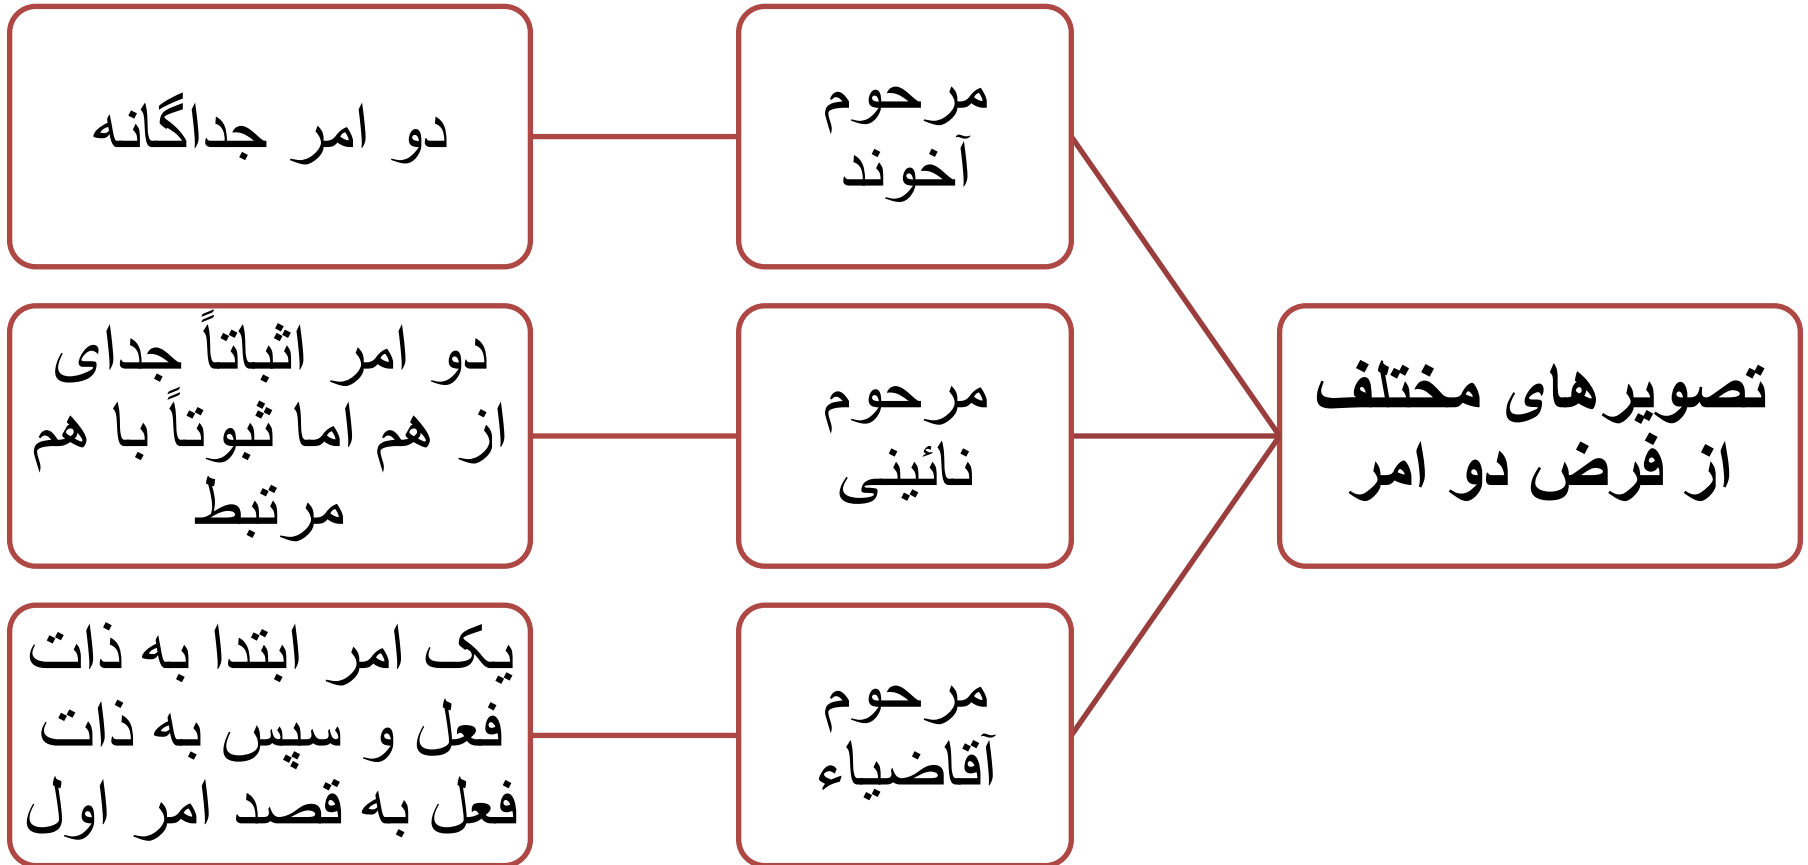 تصویرهای مختلف
از فرض دو امر
مرحوم
آخوند
دو امر جداگانه
مرحوم
نائینی
دو امر اثباتاً جدای
از هم اما ثبوتاً با هم
مرتبط
مرحوم
آقاضیاء
یک امر ابتدا به ذات
فعل و سپس به ذات
فعل به قصد امر اول